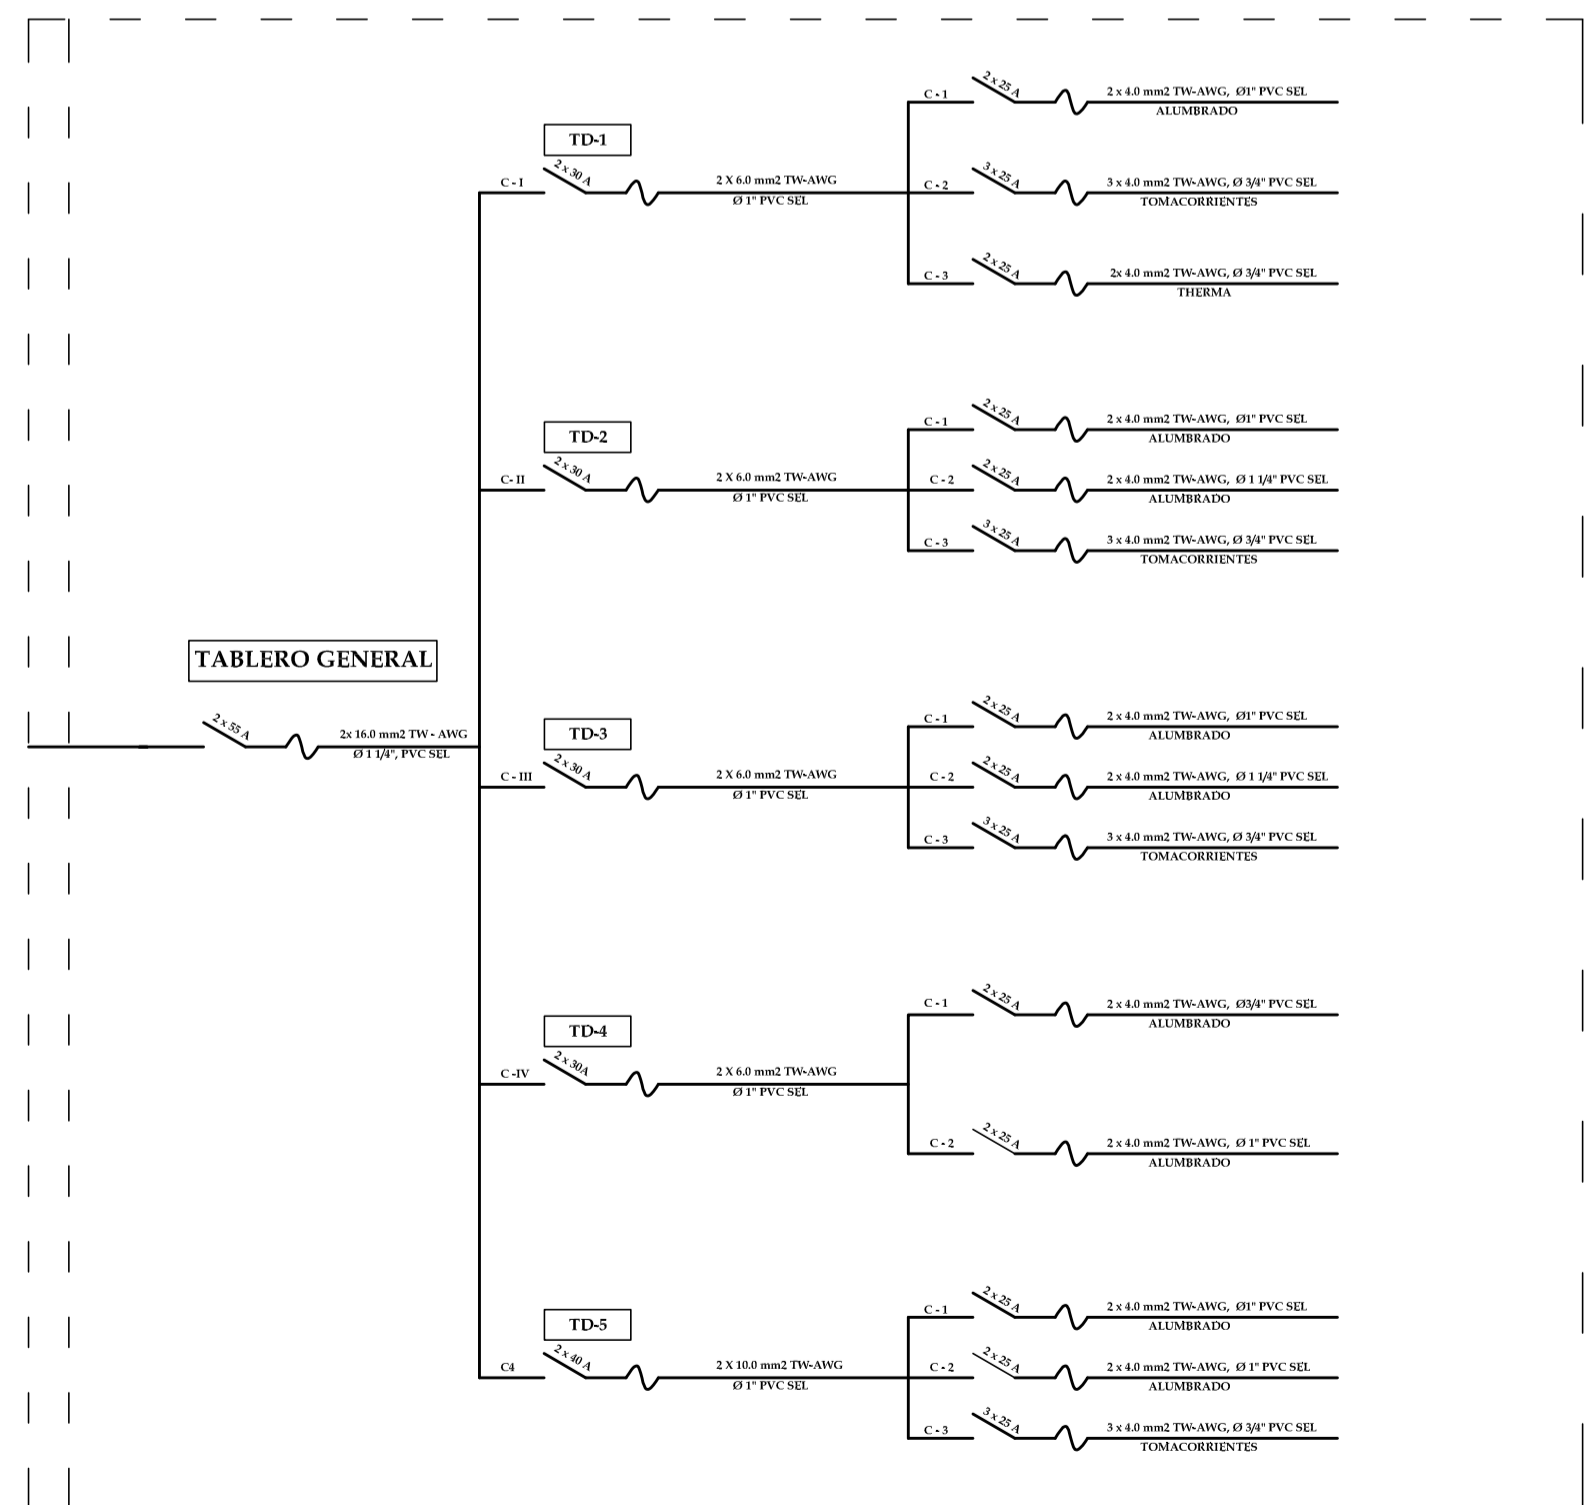 TABLERO GENERAL
2 x 55 A
2x 16.0 mm2 TW - AWG
Ø 1 1/4", PVC SEL
TD-1
C - I
2 x 30 A
2 X 6.0 mm2 TW-AWG
Ø 1" PVC SEL
C - 1
2 x 25 A
2 x 4.0 mm2 TW-AWG, Ø1" PVC SEL
ALUMBRADO
C - 2
3 x 25 A
3 x 4.0 mm2 TW-AWG, Ø 3/4" PVC SEL
TOMACORRIENTES
C - 3
2 x 25 A
2x 4.0 mm2 TW-AWG, Ø 3/4" PVC SEL
THERMA
TD-2
C- II
2 x 30 A
2 X 6.0 mm2 TW-AWG
Ø 1" PVC SEL
C - 1
2 x 25 A
2 x 4.0 mm2 TW-AWG, Ø1" PVC SEL
ALUMBRADO
C - 2
2 x 25 A
2 x 4.0 mm2 TW-AWG, Ø 1 1/4" PVC SEL
ALUMBRADO
C - 3
3 x 25 A
3 x 4.0 mm2 TW-AWG, Ø 3/4" PVC SEL
TOMACORRIENTES
TD-3
C - III
2 x 30 A
2 X 6.0 mm2 TW-AWG
Ø 1" PVC SEL
C - 1
2 x 25 A
2 x 4.0 mm2 TW-AWG, Ø1" PVC SEL
ALUMBRADO
C - 2
2 x 25 A
2 x 4.0 mm2 TW-AWG, Ø 1 1/4" PVC SEL
ALUMBRADO
C - 3
3 x 25 A
3 x 4.0 mm2 TW-AWG, Ø 3/4" PVC SEL
TOMACORRIENTES
TD-4
C -IV
2 x 30A
2 X 6.0 mm2 TW-AWG
Ø 1" PVC SEL
C - 1
2 x 25 A
2 x 4.0 mm2 TW-AWG, Ø3/4" PVC SEL
ALUMBRADO
C - 2
2 x 25 A
2 x 4.0 mm2 TW-AWG, Ø 1" PVC SEL
ALUMBRADO
TD-5
C4
2 x 40 A
2 X 10.0 mm2 TW-AWG
Ø 1" PVC SEL
C - 1
2 x 25 A
2 x 4.0 mm2 TW-AWG, Ø1" PVC SEL
ALUMBRADO
C - 2
2 x 25 A
2 x 4.0 mm2 TW-AWG, Ø 1" PVC SEL
ALUMBRADO
C - 3
3 x 25 A
3 x 4.0 mm2 TW-AWG, Ø 3/4" PVC SEL
TOMACORRIENTES